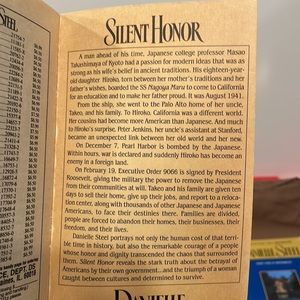 STEEL
SILENT HONOR
A man ahead of his time, Japanese college professor Masao
Takashimaya of Kyoto had a passion for modern ideas that was as
strong as his wife's belief in ancient traditions. His eighteen-year-
old daughter Hiroko, torn between her mother's traditions and her
father's wishes, boarded the SS Nagoya Maru to come to California
for an education and to make her father proud. It was August 1941.
From the ship, she went to the Palo Alto home of her uncle,
Takeo, and his family. To Hiroko, California was a different world.
Her cousins had become more American than Japanese. And much
to Hiroko's surprise, Peter Jenkins, her uncle's assistant at Stanford,
became an unexpected link between her old world and her new.
On December 7, Pearl Harbor is bombed by the Japanese.
Within hours, war is declared and suddenly Hiroko has become an
enemy in a foreign land.
On February 19, Executive Order 9066 is signed by President
Roosevelt, giving the military the power to remove the Japanese
from their communities at will. Takeo and his family are given ten
days to sell their home, give up their jobs, and report to a reloca-
tion center, along with thousands of other Japanese and Japanese
Americans, to face their destinies there. Families are divided,
people are forced to abandon their homes, their businesses, their
freedom, and their lives.
Danielle Steel portrays not only the human cost of that terri-
ble time in history, but also the remarkable courage of a people
whose honor and dignity transcended the chaos that surrounded
them. Silent Honor reveals the stark truth about the betrayal of
Americans by their own government...and the triumph of a woman
caught between cultures and determined to survive.
DANIELLE